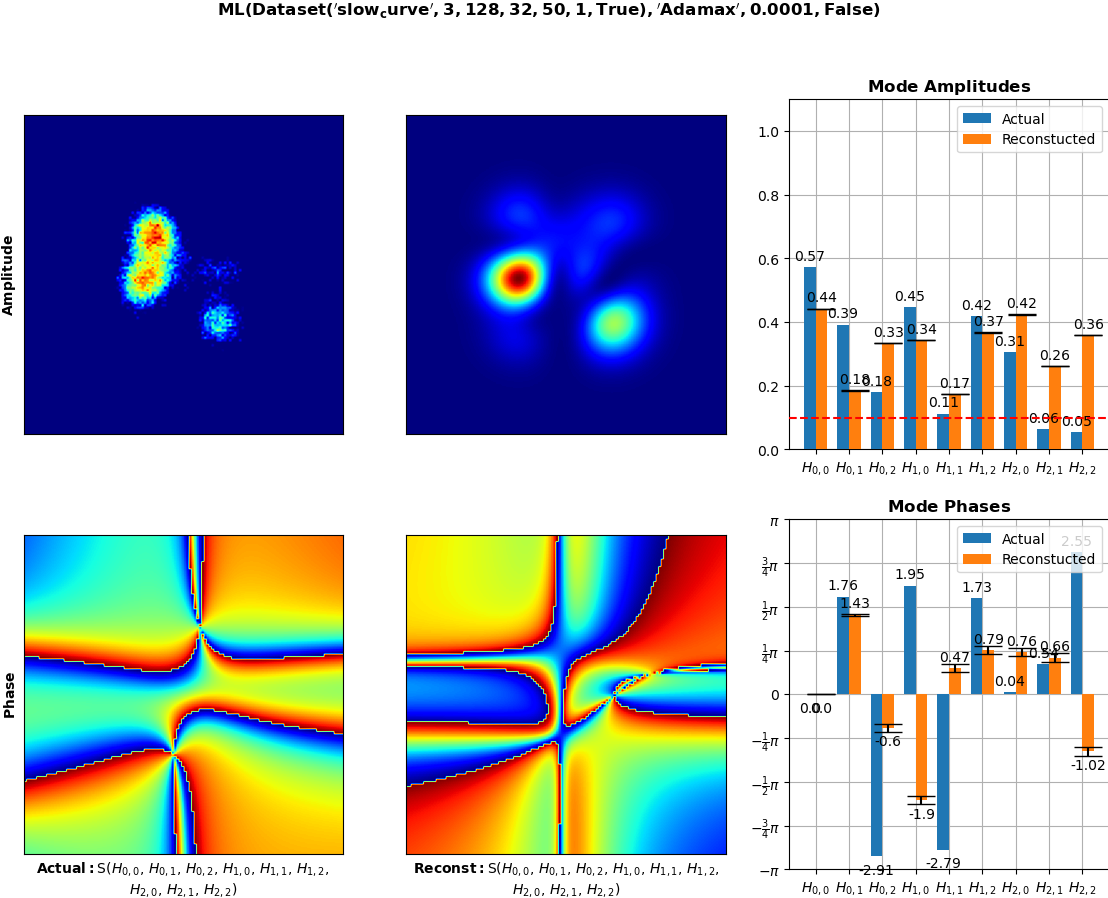 ML(Dataset('slow_curve', 3, 128, 32, 50, 1, True), 'Adamax', 0.0001, False)
Amplitude
Mode Amplitudes
Actual
Reconstucted
1.0
0.8
0.6
0.4
0.2
0.0
0.57
0.44
0.39
0.18
0.18
0.33
0.45
0.34
0.11
0.17
0.42
0.37
0.31
0.42
0.06
0.26
0.05
0.36
H0,0 H0,1 H0,2 H1,0 H1,1 H1,2 H2,0 H2,1 H2,2
Phase
Actual: S(H0,0, H0,1, H0,2, H1,0, H1,1, H1,2,
H2,0, H2,1, H2,2)
Reconst: S(H0,0, H0,1, H0,2, H1,0, H1,1, H1,2,
H2,0, H2,1, H2,2)
Mode Phases
Actual
Reconstucted
π
3/4π
1/2π
1/4π
0
−1/4π
−1/2π
−3/4π
−π
0.0
0.0
1.76
1.43
-2.91
-0.6
1.95
-1.9
-2.79
0.47
1.73
0.79
0.04
0.76
0.66
2.55
-1.02
H0,0 H0,1 H0,2 H1,0 H1,1 H1,2 H2,0 H2,1 H2,2